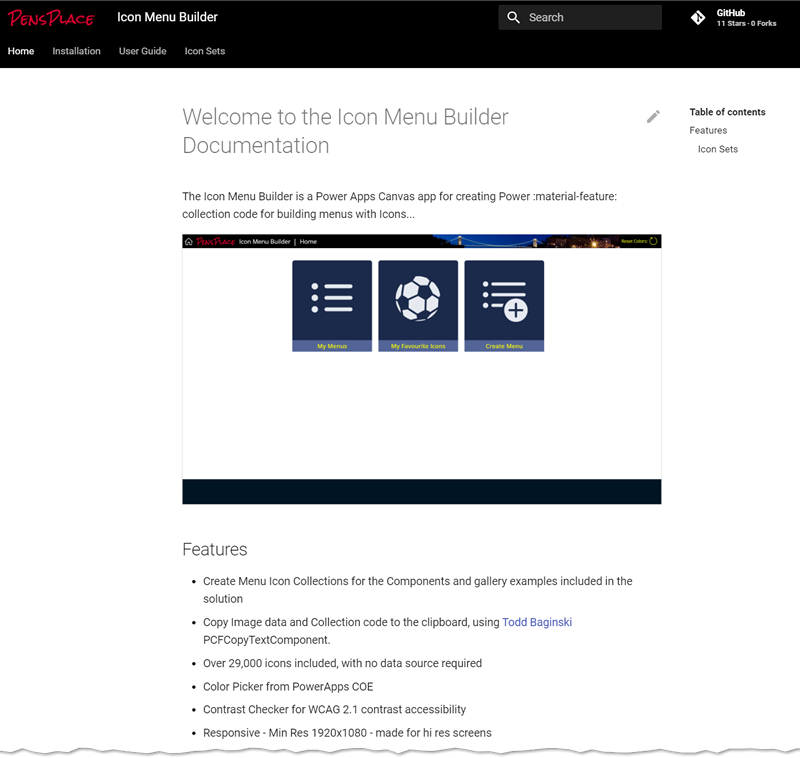 PENSPLACE
Icon Menu Builder
Search
GitHub
11 Stars · 0 Forks
Home
Installation
User Guide
Icon Sets
Welcome to the Icon Menu Builder
Documentation
Table of contents
Features
Icon Sets
The Icon Menu Builder is a Power Apps Canvas app for creating Power :material-feature:
collection code for building menus with Icons...
PENSPLACE Icon Menu Builder | Home
Reset Colors:
My Menus
My Favourite Icons
Create Menu
Features
• Create Menu Icon Collections for the Components and gallery examples included in the
solution
• Copy Image data and Collection code to the clipboard, using Todd Baginski
PCFCopyTextComponent.
• Over 29,000 icons included, with no data source required
• Color Picker from PowerApps COE
• Contrast Checker for WCAG 2.1 contrast accessibility
• Responsive - Min Res 1920x1080 - made for hi res screens